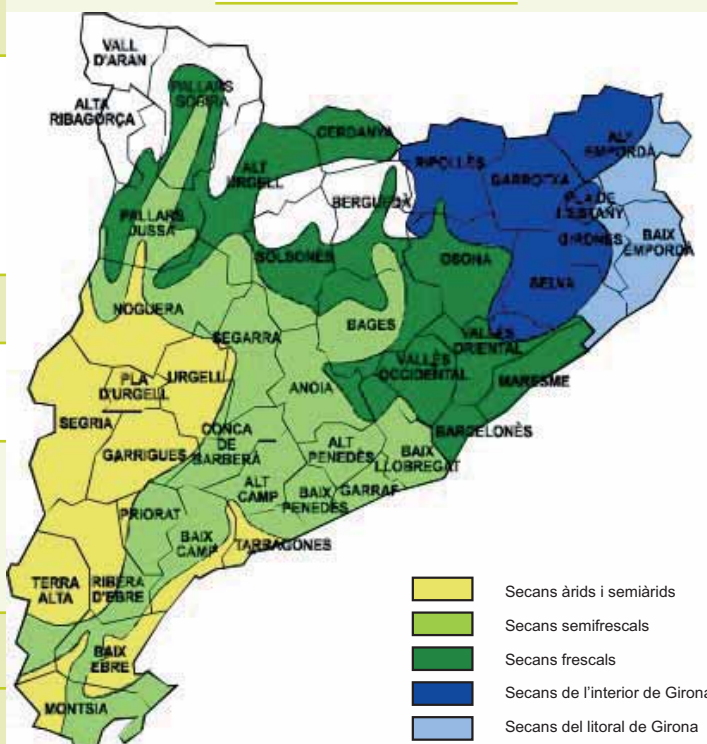 VALL
D'ARAN
PALLARS
SOBIRA
ALTA
RIBAGORÇA
CERDANYA
ALT
URGELL
RIPOLLÈS
ALT
EMPORDÀ
GARROTXA
PLA DE
L'ESTANY
BERGUEDÀ
PALLARS
JUSSÀ
GIRONÈS
BAIX
EMPORDÀ
SOLSONÈS
OSONA
SELVA
NOGUERA
SEGARRA
BAGES
VALLÈS
ORIENTAL
VALLÈS
OCCIDENTAL
MARESME
PLA
D'URGELL
URGELL
ANOIA
SEGRIA
CONCA
DE
BARBERÀ
BARCELONÈS
GARRIGUES
ALT
PENEDÈS
BAIX
LLOBREGAT
ALT
CAMP
BAIX
PENEDÈS
GARRAF
PRIORAT
BAIX
CAMP
TARRAGONES
TERRA
ALTA
RIBERA
D'EBRE
BAIX
EBRE
MONTSIA
Secans àrids i semiàrids
Secans semifrescals
Secans frescals
Secans de l'interior de Girona
Secans del litoral de Girona